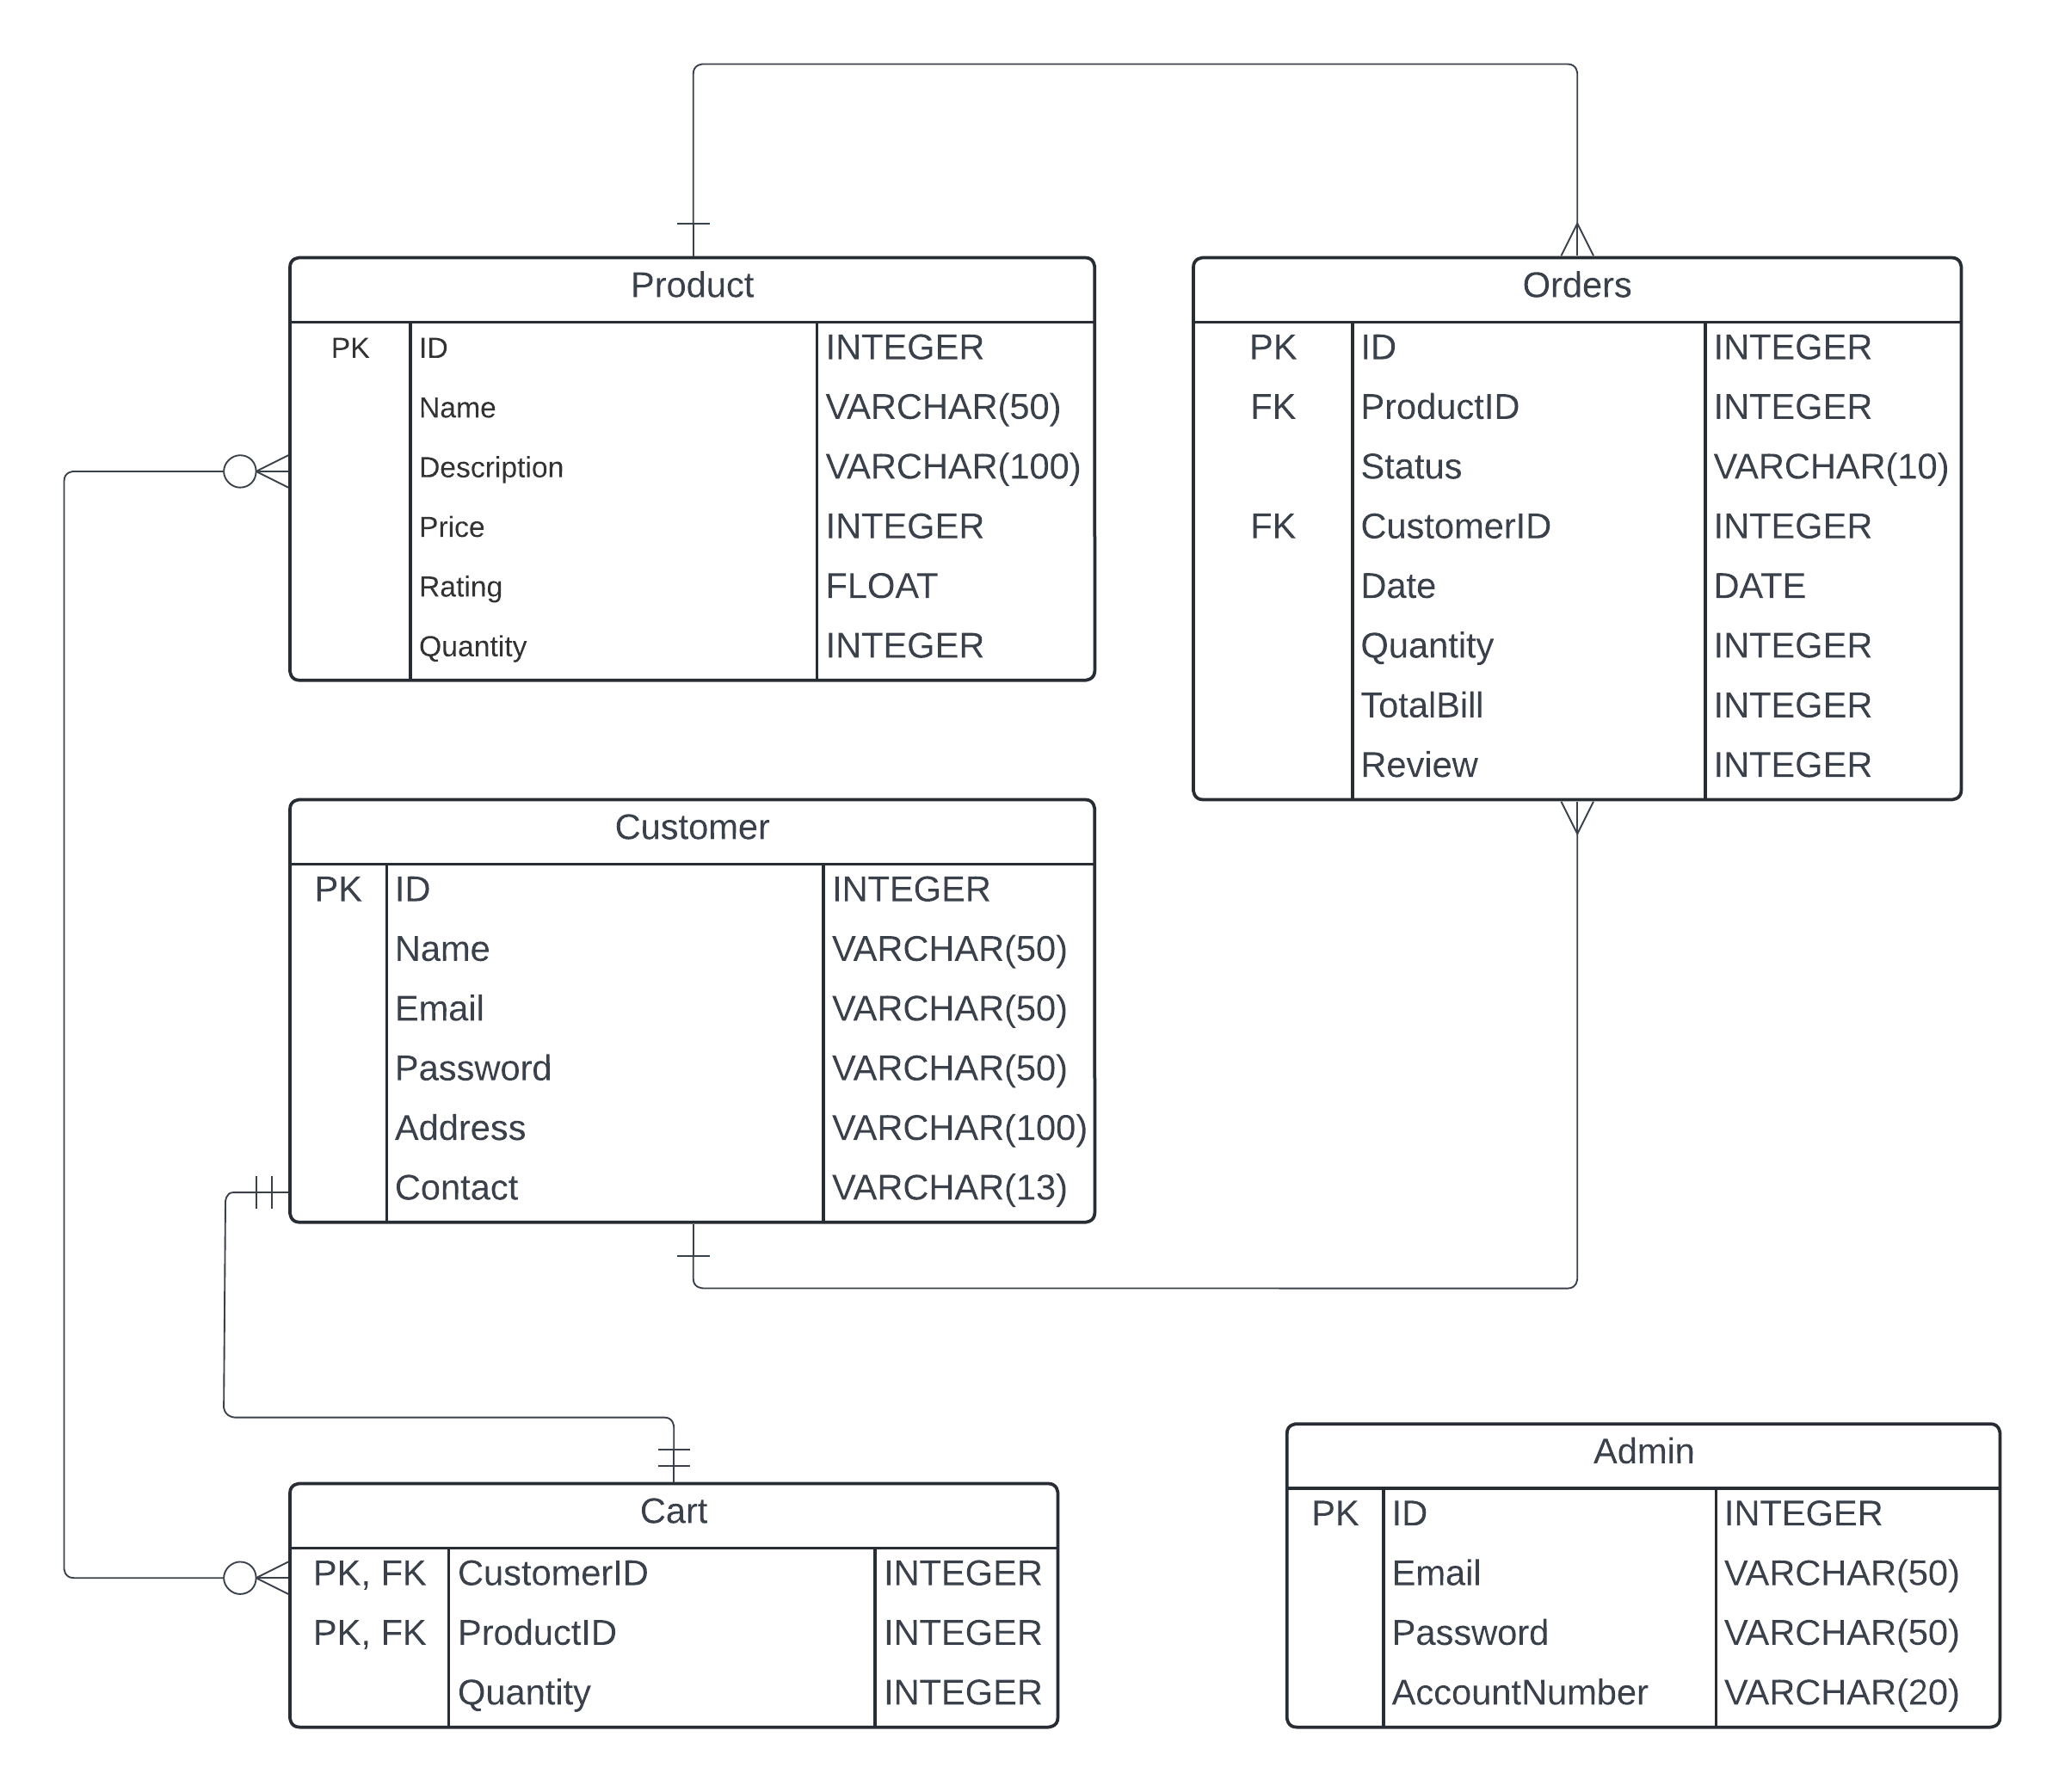 Product
PK ID INTEGER
Name VARCHAR(50)
Description VARCHAR(100)
Price INTEGER
Rating FLOAT
Quantity INTEGER
Orders
PK ID INTEGER
FK ProductID INTEGER
Status VARCHAR(10)
FK CustomerID INTEGER
Date DATE
Quantity INTEGER
TotalBill INTEGER
Review INTEGER
Customer
PK ID INTEGER
Name VARCHAR(50)
Email VARCHAR(50)
Password VARCHAR(50)
Address VARCHAR(100)
Contact VARCHAR(13)
Cart
PK, FK CustomerID INTEGER
PK, FK ProductID INTEGER
Quantity INTEGER
Admin
PK ID INTEGER
Email VARCHAR(50)
Password VARCHAR(50)
AccountNumber VARCHAR(20)